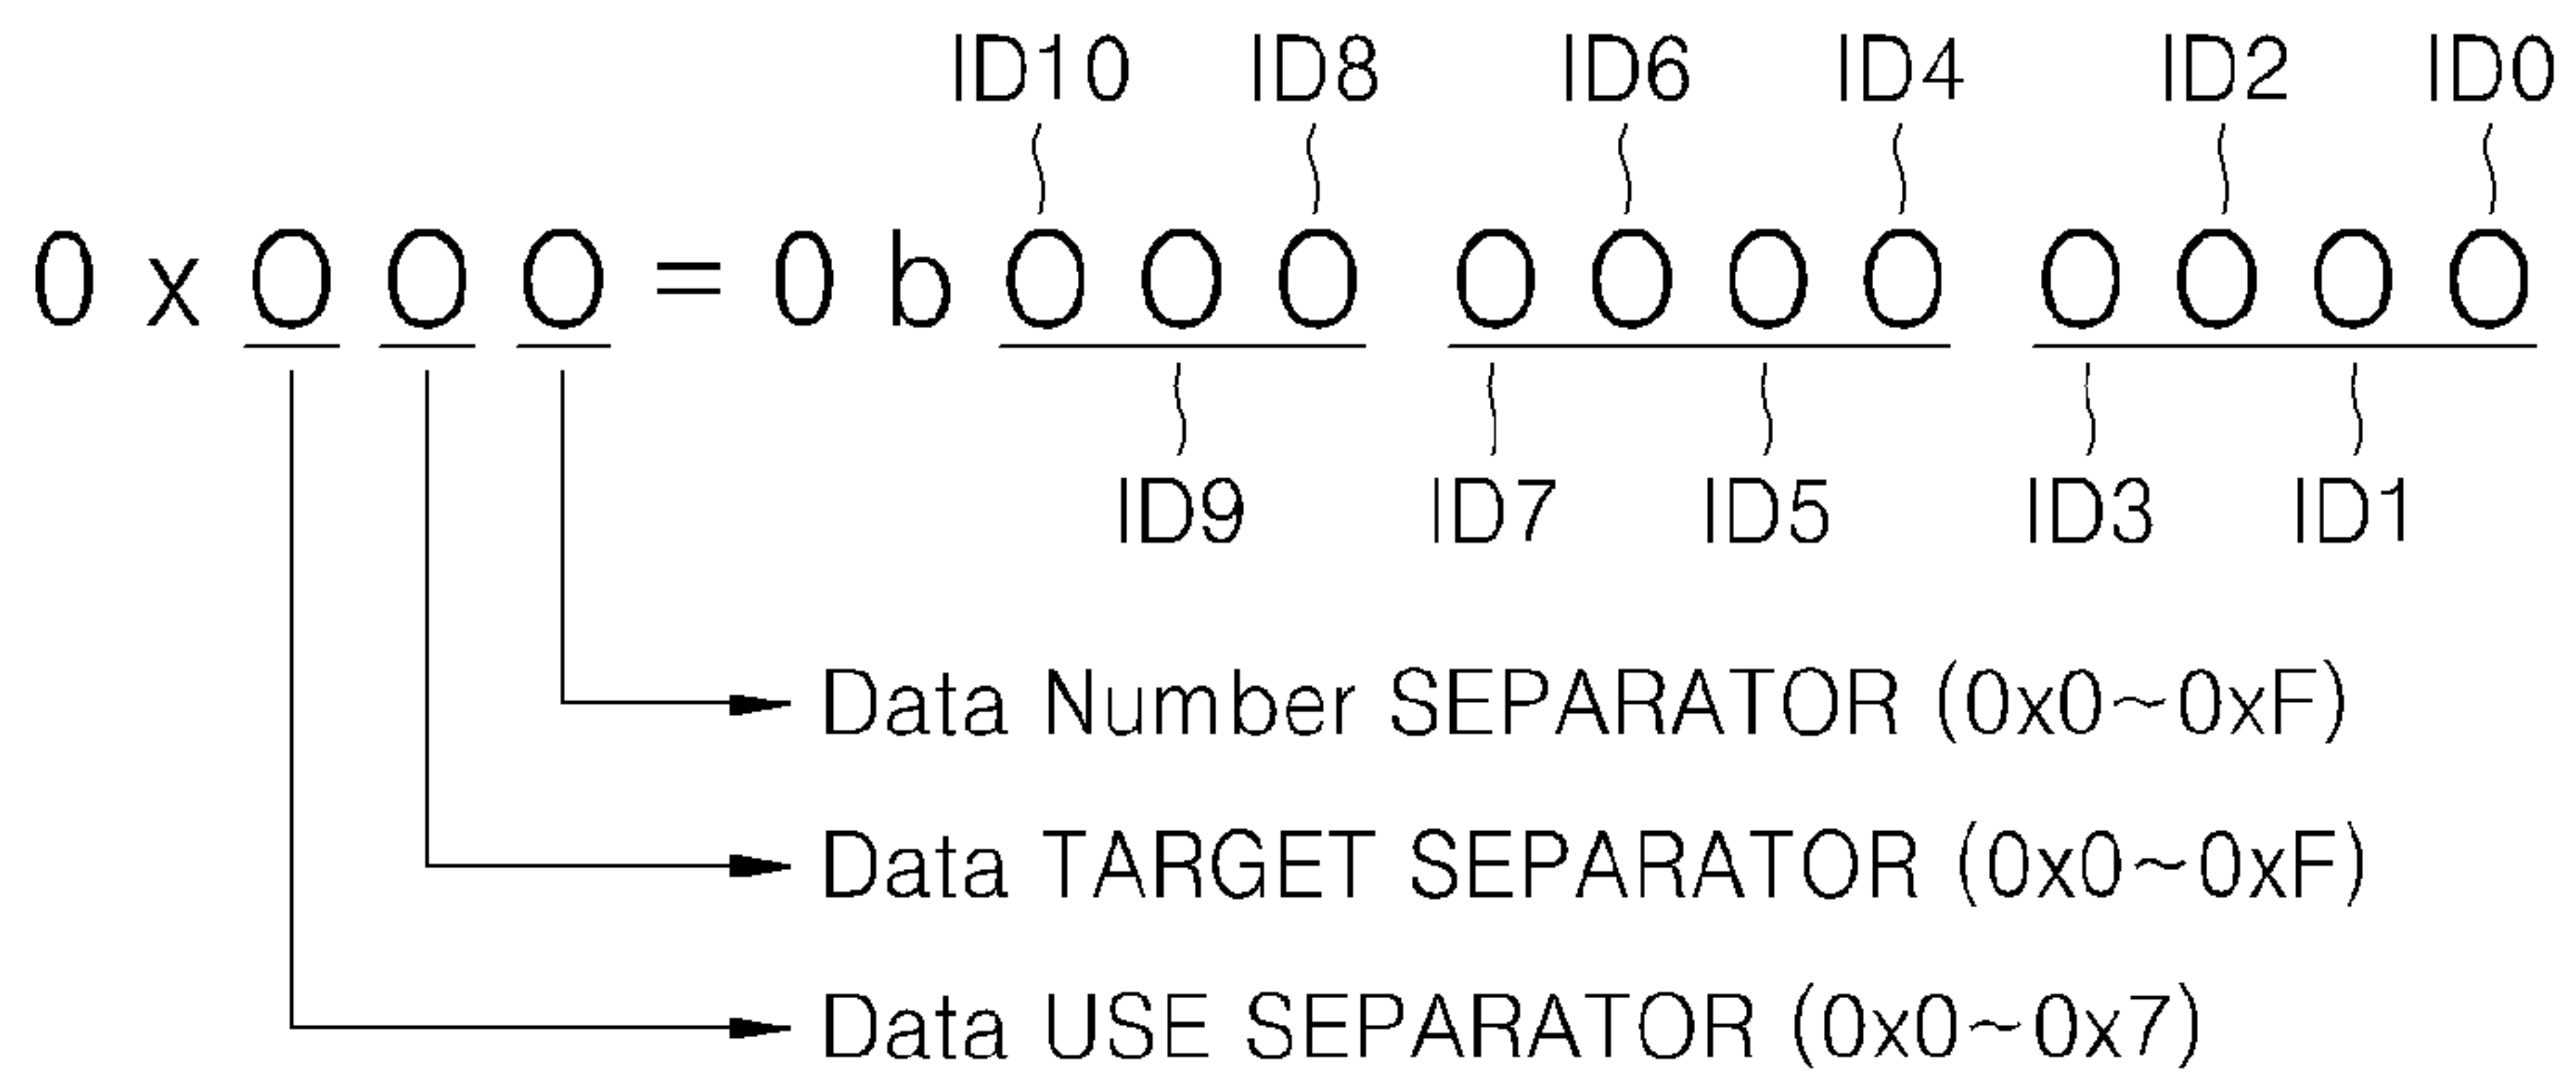 ID10 ID8 ID6 ID4 ID2 ID0
0 x O O O = 0 b O O O O O O O O O O O
ID9 ID7 ID5 ID3 ID1
Data Number SEPARATOR (0x0~0xF)
Data TARGET SEPARATOR (0x0~0xF)
Data USE SEPARATOR (0x0~0x7)